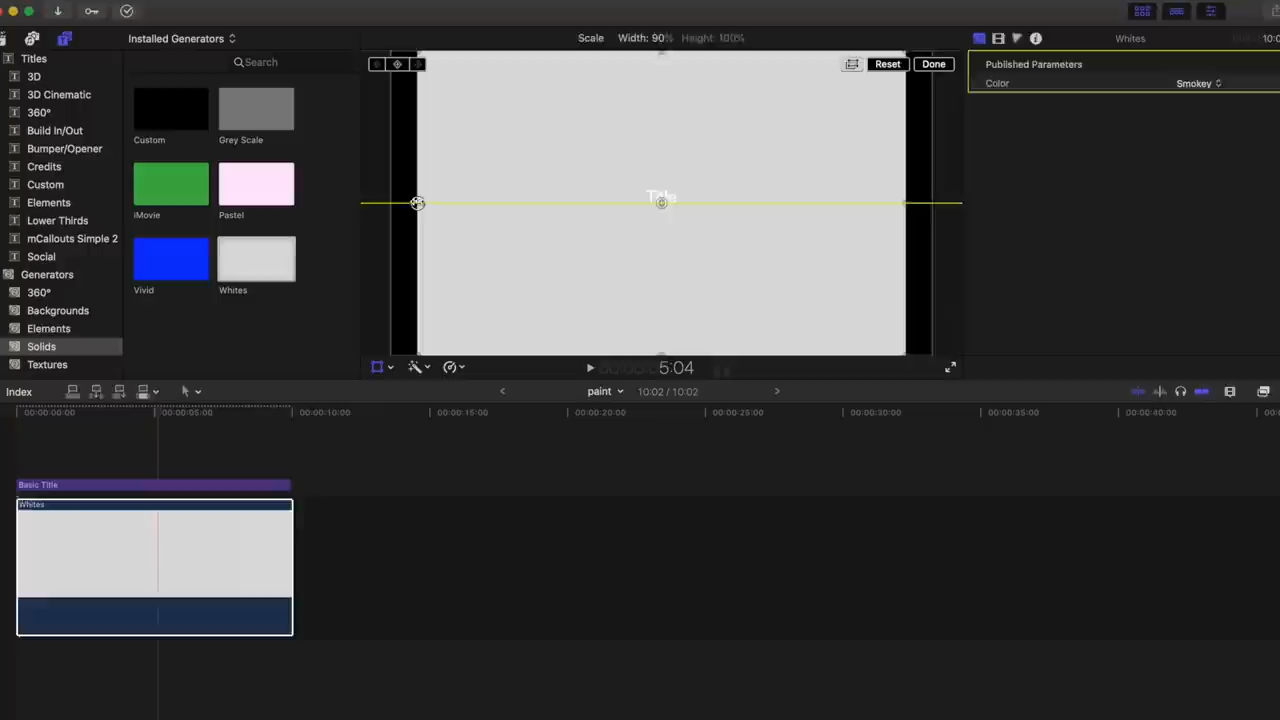 Installed Generators
Scale Width: 90% Height: 100%
Whites
Titles
Search
Reset
Done
Published Parameters
3D
Color
Smokey
3D Cinematic
360°
Build In/Out
Custom
Grey Scale
Bumper/Opener
Credits
Custom
Title
Elements
iMovie
Pastel
Lower Thirds
mCallouts Simple 2
Social
Generators
360°
Vivid
Whites
Backgrounds
Elements
Solids
Textures
5:04
Index
paint
10:02 / 10:02
00:00:00:00
00:00:05:00
00:00:10:00
00:00:15:00
00:00:20:00
00:00:25:00
00:00:30:00
00:00:35:00
00:00:40:00
Basic Title
Whites